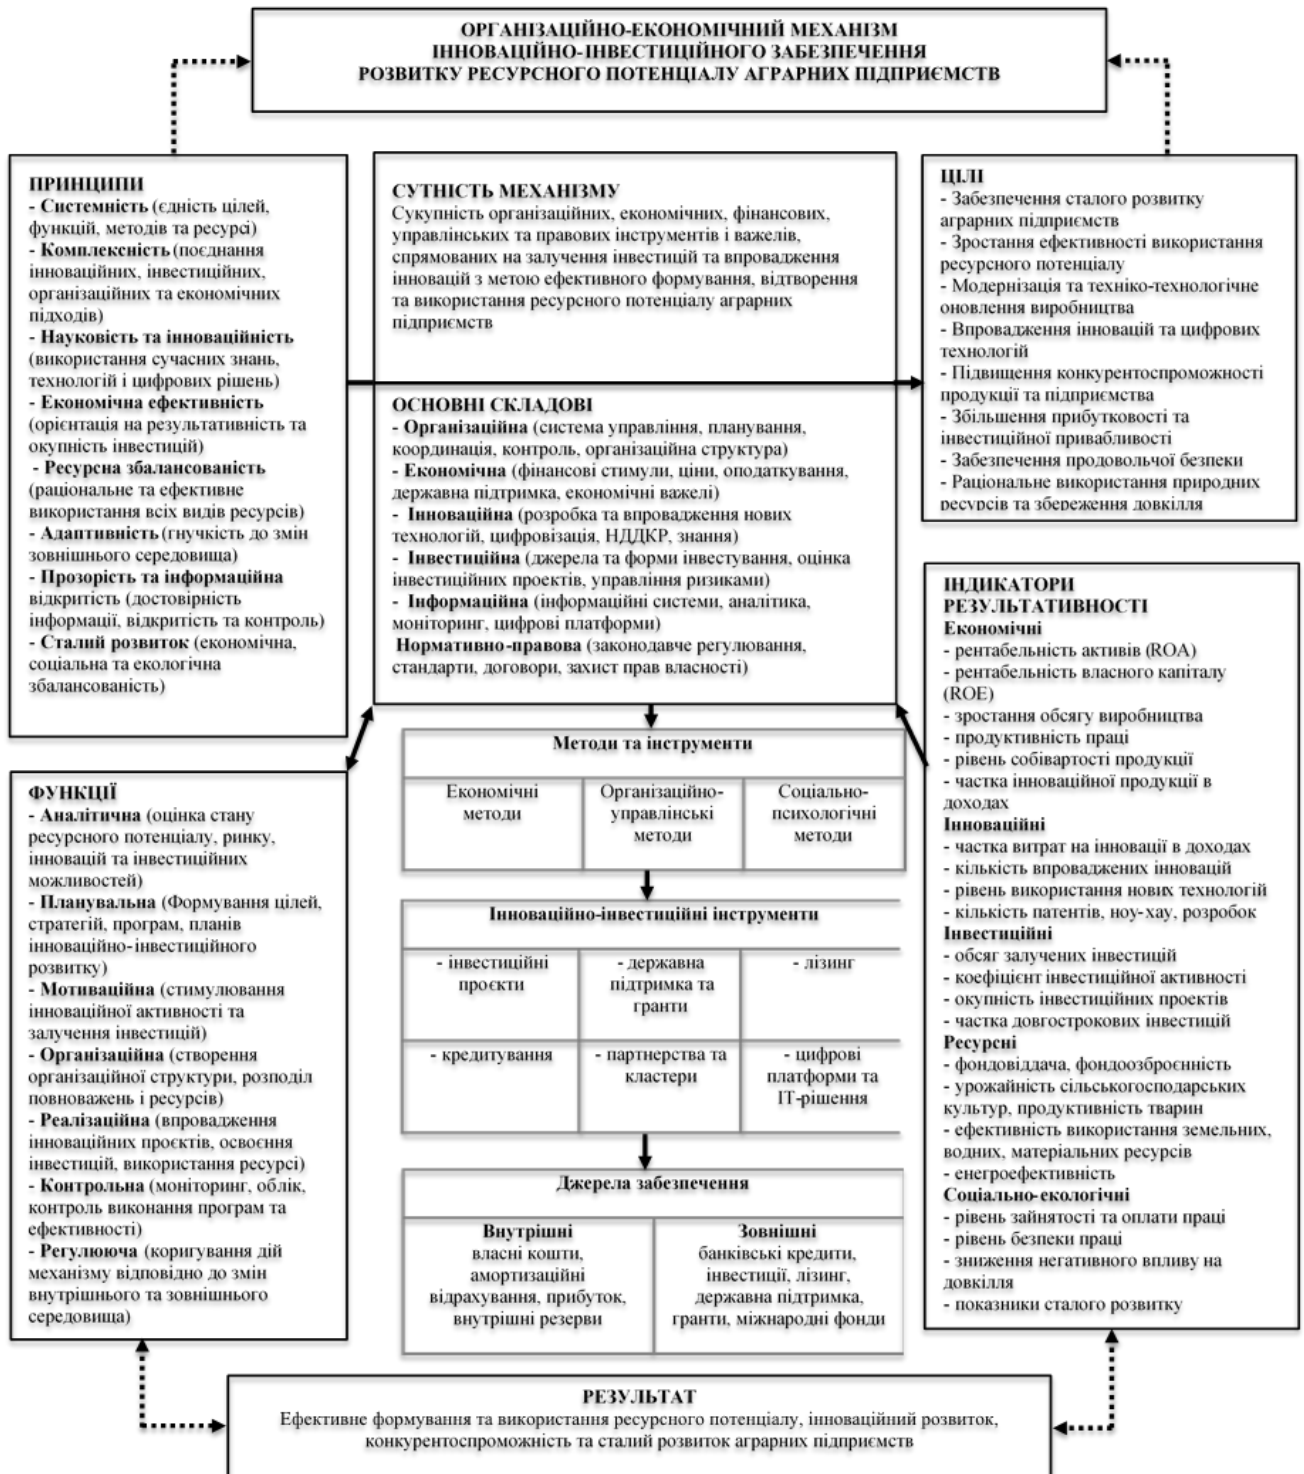 ОРГАНІЗАЦІЙНО-ЕКОНОМІЧНИЙ МЕХАНІЗМ
ІННОВАЦІЙНО-ІНВЕСТИЦІЙНОГО ЗАБЕЗПЕЧЕННЯ
РОЗВИТКУ РЕСУРСНОГО ПОТЕНЦІАЛУ АГРАРНИХ ПІДПРИЄМСТВ
ПРИНЦИПИ
- Системність (єдність цілей,
функцій, методів та ресурсі)
- Комплексність (поєднання
інноваційних, інвестиційних,
організаційних та економічних
підходів)
- Науковість та інноваційність
(використання сучасних знань,
технологій і цифрових рішень)
- Економічна ефективність
(орієнтація на результативність та
окупність інвестицій)
- Ресурсна збалансованість
(раціональне та ефективне
використання всіх видів ресурсів)
- Адаптивність (гнучкість до змін
зовнішнього середовища)
- Прозорість та інформаційна
відкритість (достовірність
інформації, відкритість та контроль)
- Сталий розвиток (економічна,
соціальна та екологічна
збалансованість)
СУТНІСТЬ МЕХАНІЗМУ
Сукупність організаційних, економічних, фінансових,
управлінських та правових інструментів і важелів,
спрямованих на залучення інвестицій та впровадження
інновацій з метою ефективного формування, відтворення
та використання ресурсного потенціалу аграрних
підприємств
ОСНОВНІ СКЛАДОВІ
- Організаційна (система управління, планування,
координація, контроль, організаційна структура)
- Економічна (фінансові стимули, ціни, оподаткування,
державна підтримка, економічні важелі)
- Інноваційна (розробка та впровадження нових
технологій, цифровізація, НДДКР, знання)
- Інвестиційна (джерела та форми інвестування, оцінка
інвестиційних проектів, управління ризиками)
- Інформаційна (інформаційні системи, аналітика,
моніторинг, цифрові платформи)
Нормативно-правова (законодавче регулювання,
стандарти, договори, захист прав власності)
ЦІЛІ
- Забезпечення сталого розвитку
аграрних підприємств
- Зростання ефективності використання
ресурсного потенціалу
- Модернізація та техніко-технологічне
оновлення виробництва
- Впровадження інновацій та цифрових
технологій
- Підвищення конкурентоспроможності
продукції та підприємства
- Збільшення прибутковості та
інвестиційної привабливості
- Забезпечення продовольчої безпеки
- Раціональне використання природних
ресурсів та збереження довкілля
ФУНКЦІЇ
- Аналітична (оцінка стану
ресурсного потенціалу, ринку,
інновацій та інвестиційних
можливостей)
- Планувальна (Формування цілей,
стратегій, програм, планів
інноваційно-інвестиційного
розвитку)
- Мотиваційна (стимулювання
інноваційної активності та
залучення інвестицій)
- Організаційна (створення
організаційної структури, розподіл
повноважень і ресурсів)
- Реалізаційна (впровадження
інноваційних проєктів, освоєння
інвестицій, використання ресурсі)
- Контрольна (моніторинг, облік,
контроль виконання програм та
ефективності)
- Регулююча (коригування дій
механізму відповідно до змін
внутрішнього та зовнішнього
середовища)
Методи та інструменти
Економічні
методи
Організаційно-
управлінські
методи
Соціально-
психологічні
методи
Інноваційно-інвестиційні інструменти
- інвестиційні
проєкти
- державна
підтримка та
гранти
- лізинг
- кредитування
- партнерства та
кластери
- цифрові
платформи та
ІТ-рішення
Джерела забезпечення
Внутрішні
власні кошти,
амортизаційні
відрахування, прибуток,
внутрішні резерви
Зовнішні
банківські кредити,
інвестиції, лізинг,
державна підтримка,
гранти, міжнародні фонди
ІНДИКАТОРИ
РЕЗУЛЬТАТИВНОСТІ
Економічні
- рентабельність активів (ROA)
- рентабельність власного капіталу
(ROE)
- зростання обсягу виробництва
- продуктивність праці
- рівень собівартості продукції
- частка інноваційної продукції в
доходах
Інноваційні
- частка витрат на інновації в доходах
- кількість впроваджених інновацій
- рівень використання нових технологій
- кількість патентів, ноу-хау, розробок
Інвестиційні
- обсяг залучених інвестицій
- коефіцієнт інвестиційної активності
- окупність інвестиційних проектів
- частка довгострокових інвестицій
Ресурсні
- фондовіддача, фондоозброєнність
- урожайність сільськогосподарських
культур, продуктивність тварин
- ефективність використання земельних,
водних, матеріальних ресурсів
- енегроефективність
Соціально-екологічні
- рівень зайнятості та оплати праці
- рівень безпеки праці
- зниження негативного впливу на
довкілля
- показники сталого розвитку
РЕЗУЛЬТАТ
Ефективне формування та використання ресурсного потенціалу, інноваційний розвиток,
конкурентоспроможність та сталий розвиток аграрних підприємств